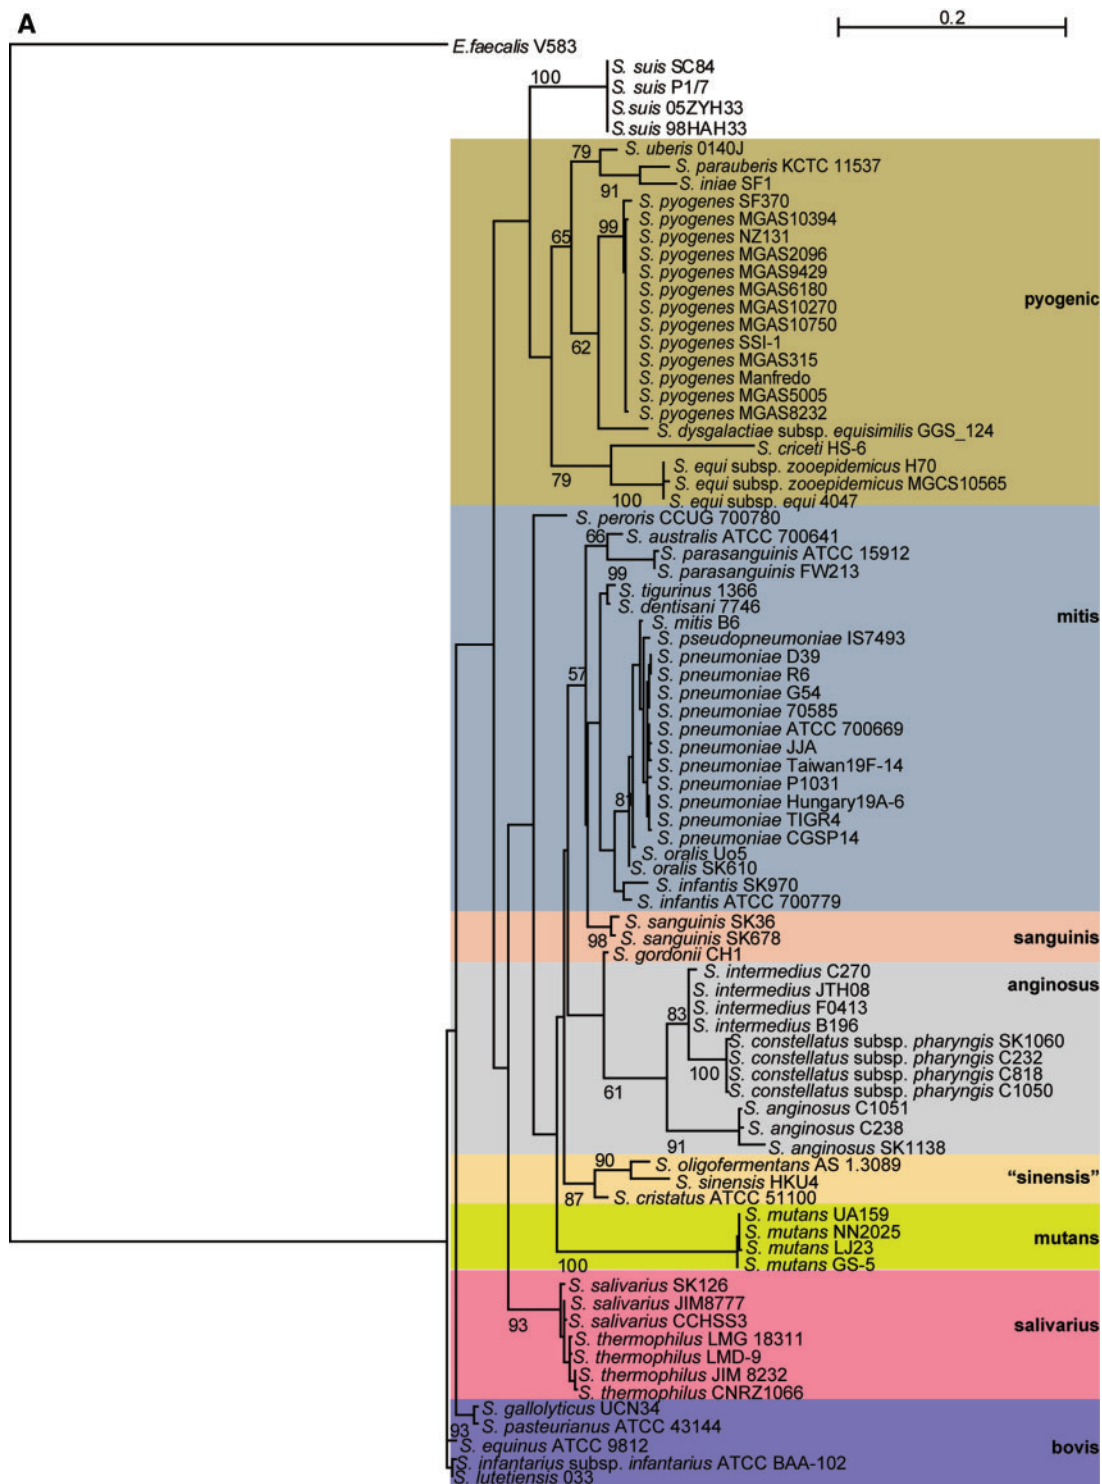 A
0.2
E.faecalis V583
S. suis SC84
100
S. suis P1/7
S.suis 05ZYH33
S.suis 98HAH33
79
S. uberis 0140J
S. parauberis KCTC 11537
S. iniae SF1
91
S. pyogenes SF370
S. pyogenes MGAS10394
99
S. pyogenes NZ131
65
S. pyogenes MGAS2096
S. pyogenes MGAS9429
S. pyogenes MGAS6180
pyogenic
S. pyogenes MGAS10270
S. pyogenes MGAS10750
S. pyogenes SSI-1
62
S. pyogenes MGAS315
S. pyogenes Manfredo
S. pyogenes MGAS5005
S. pyogenes MGAS8232
S. dysgalactiae subsp. equisimilis GGS_124
S. criceti HS-6
S. equi subsp. zooepidemicus H70
79
S. equi subsp. zooepidemicus MGCS10565
100
S. equi subsp. equi 4047
S. peroris CCUG 700780
66
S. australis ATCC 700641
S. parasanguinis ATCC 15912
99
S. parasanguinis FW213
S. tigurinus 1366
S. dentisani 7746
mitis
S. mitis B6
S. pseudopneumoniae IS7493
S. pneumoniae D39
57
S. pneumoniae R6
S. pneumoniae G54
S. pneumoniae 70585
S. pneumoniae ATCC 700669
S. pneumoniae JJA
S. pneumoniae Taiwan19F-14
S. pneumoniae P1031
81
S. pneumoniae Hungary19A-6
S. pneumoniae TIGR4
S. pneumoniae CGSP14
S. oralis Uo5
S. oralis SK610
S. infantis SK970
S. infantis ATCC 700779
S. sanguinis SK36
98
S. sanguinis SK678
sanguinis
S. gordonii CH1
S. intermedius C270
anginosus
S. intermedius JTH08
S. intermedius F0413
83
S. intermedius B196
S. constellatus subsp. pharyngis SK1060
S. constellatus subsp. pharyngis C232
100
S. constellatus subsp. pharyngis C818
61
S. constellatus subsp. pharyngis C1050
S. anginosus C1051
S. anginosus C238
91
S. anginosus SK1138
90
S. oligofermentans AS 1.3089
S. sinensis HKU4
"sinensis"
87
S. cristatus ATCC 51100
S. mutans UA159
S. mutans NN2025
mutans
S. mutans LJ23
100
S. mutans GS-5
S. salivarius SK126
S. salivarius JIM8777
93
S. salivarius CCHSS3
salivarius
S. thermophilus LMG 18311
S. thermophilus LMD-9
S. thermophilus JIM 8232
S. thermophilus CNRZ1066
S. gallolyticus UCN34
93
S. pasteurianus ATCC 43144
S. equinus ATCC 9812
bovis
S. infantarius subsp. infantarius ATCC BAA-102
S. lutetiensis 033